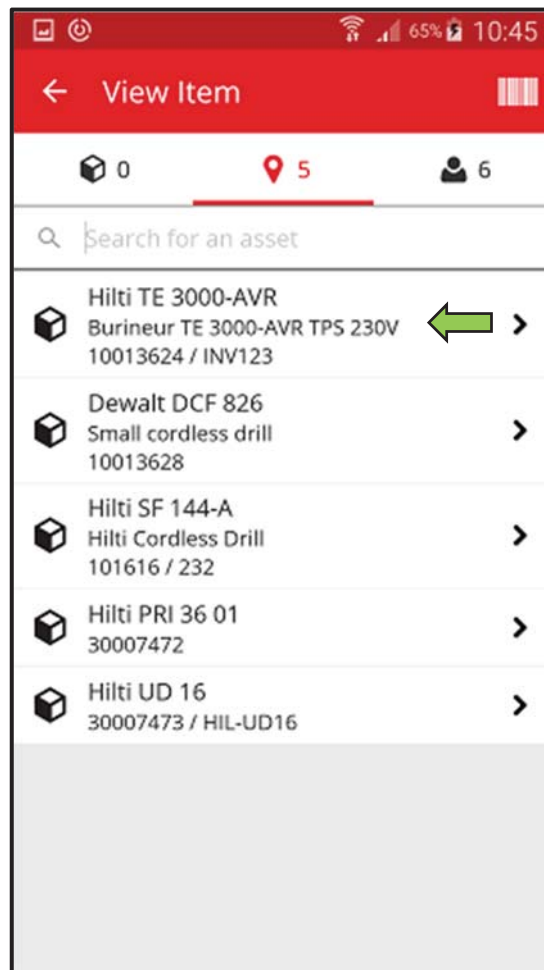 65% 10:45
View Item
0 5 6
Search for an asset
Hilti TE 3000-AVR
Burineur TE 3000-AVR TPS 230V
10013624 / INV123
Dewalt DCF 826
Small cordless drill
10013628
Hilti SF 144-A
Hilti Cordless Drill
101616 / 232
Hilti PRI 36 01
30007472
Hilti UD 16
30007473 / HIL-UD16